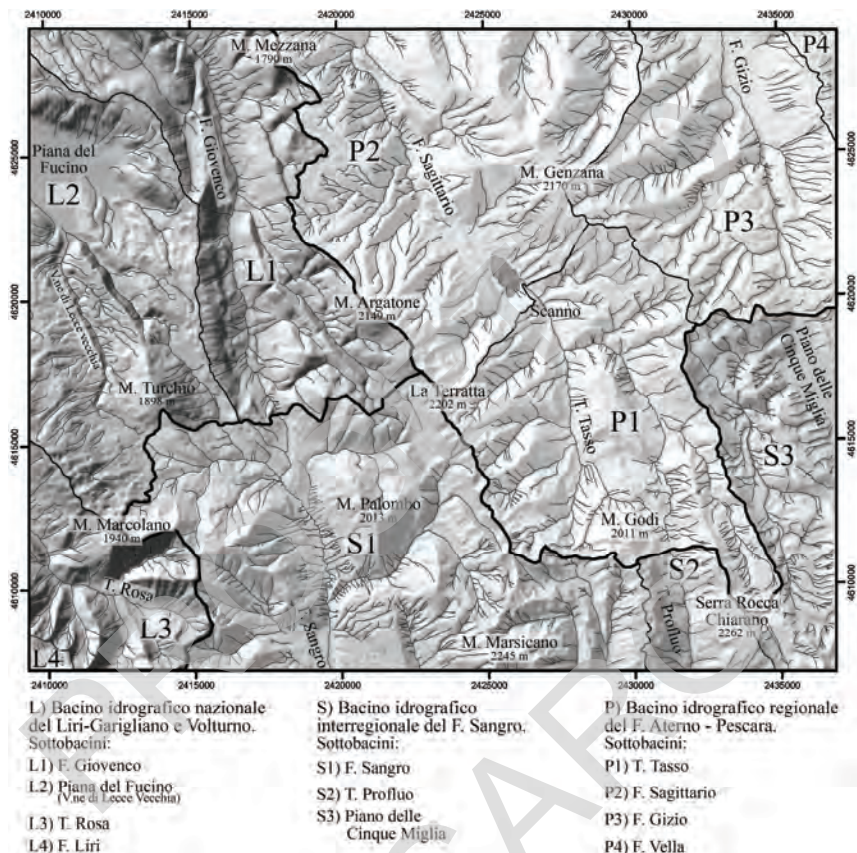 2410000 2415000 2420000 2425000 2430000 2435000
M. Mezzana
1790 m
F. Gizio
P4
4625000
Piana del
Fucino
L2
F. Giovenco
P2
F. Sagittario
M. Genzana
2170 m
4625000
P3
V.ne di Lecce vecchia
L1
4620000
M. Argatone
2149 m
Scanno
4620000
Piano delle
Cinque Miglia
M. Turchio
1898 m
La Terratta
2202 m
T. Tasso
P1
4615000
S3
4615000
M. Marcolano
1940 m
M. Palombo
2013 m
S1
M. Godi
2011 m
4610000
T. Rosa
L3
L4
F. Sangro
M. Marsicano
2245 m
S2
T. Profluo
Serra Rocca
Chiarano
2262 m
4610000
2410000 2415000 2420000 2425000 2430000 2435000
L) Bacino idrografico nazionale
del Liri-Garigliano e Volturno.
Sottobacini:
L1) F. Giovenco
L2) Piana del Fucino
(V.ne di Lecce Vecchia)
L3) T. Rosa
L4) F. Liri
S) Bacino idrografico
interregionale del F. Sangro.
Sottobacini:
S1) F. Sangro
S2) T. Profluo
S3) Piano delle
Cinque Miglia
P) Bacino idrografico regionale
del F. Aterno - Pescara.
Sottobacini:
P1) T. Tasso
P2) F. Sagittario
P3) F. Gizio
P4) F. Vella